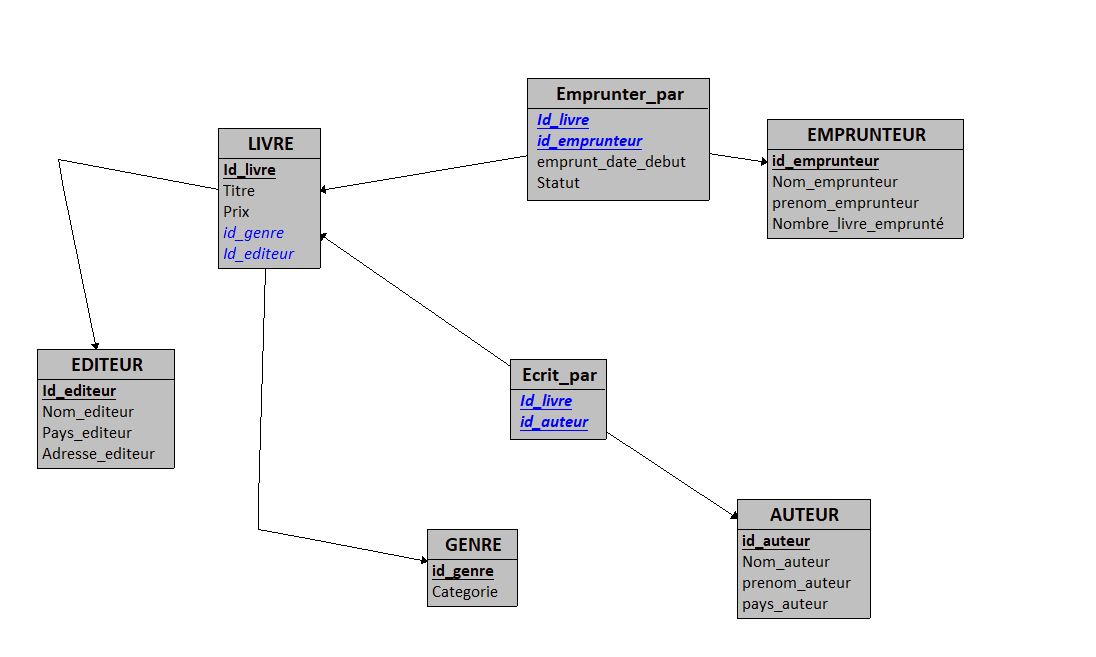 Emprunter_par
Id_livre
id_emprunteur
emprunt_date_debut
Statut
EMPRUNTEUR
id_emprunteur
Nom_emprunteur
prenom_emprunteur
Nombre_livre_emprunté
LIVRE
Id_livre
Titre
Prix
id_genre
Id_editeur
EDITEUR
Id_editeur
Nom_editeur
Pays_editeur
Adresse_editeur
Ecrit_par
Id_livre
id_auteur
GENRE
id_genre
Categorie
AUTEUR
id_auteur
Nom_auteur
prenom_auteur
pays_auteur